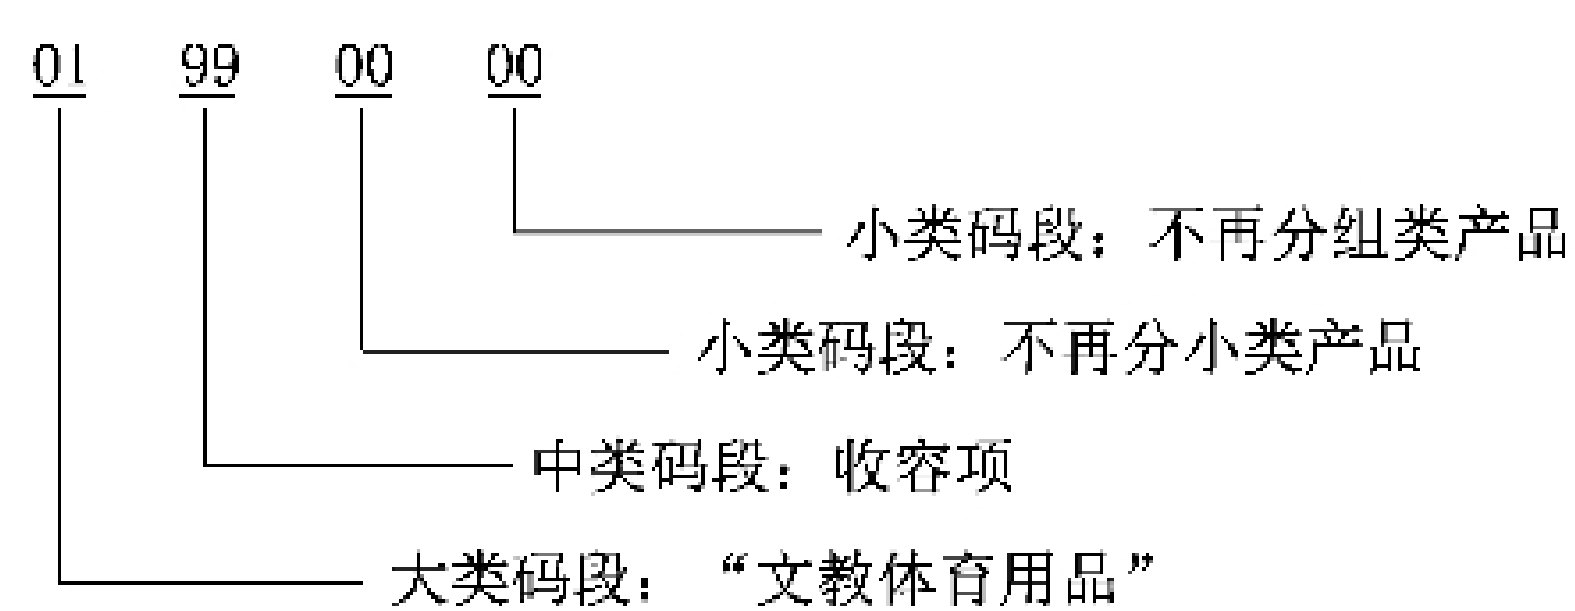 01 99 00 00
小类码段：不再分组类产品
小类码段：不再分小类产品
中类码段：收容项
大类码段：“文教体育用品”